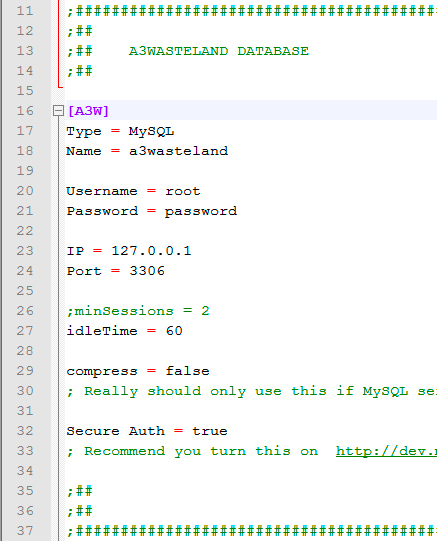 11 ;########################################
12 ;##
13 ;## A3WASTELAND DATABASE
14 ;##
15
16 [A3W]
17 Type = MySQL
18 Name = a3wasteland
19
20 Username = root
21 Password = password
22
23 IP = 127.0.0.1
24 Port = 3306
25
26 ;minSessions = 2
27 idleTime = 60
28
29 compress = false
30 ; Really should only use this if MySQL
31
32 Secure Auth = true
33 ; Recommend you turn this on http://dev.
34
35 ;##
36 ;##
37 ;########################################